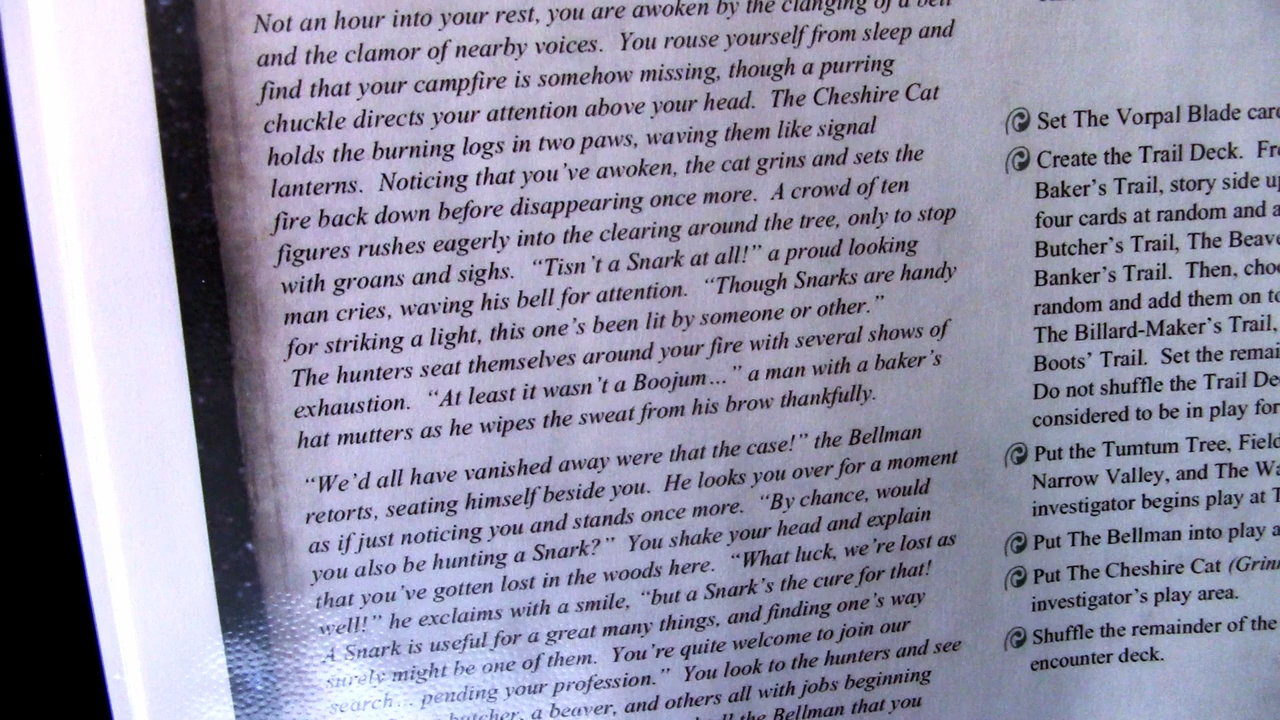 Not an hour into your rest, you are awoken by the clanging of a bell
and the clamor of nearby voices. You rouse yourself from sleep and
find that your campfire is somehow missing, though a purring
chuckle directs your attention above your head. The Cheshire Cat
holds the burning logs in two paws, waving them like signal
lanterns. Noticing that you've awoken, the cat grins and sets the
fire back down before disappearing once more. A crowd of ten
figures rushes eagerly into the clearing around the tree, only to stop
with groans and sighs. "Tisn't a Snark at all!" a proud looking
man cries, waving his bell for attention. "Though Snarks are handy
for striking a light, this one's been lit by someone or other."
The hunters seat themselves around your fire with several shows of
exhaustion. "At least it wasn't a Boojum..." a man with a baker's
hat mutters as he wipes the sweat from his brow thankfully.
"We'd all have vanished away were that the case!" the Bellman
retorts, seating himself beside you. He looks you over for a moment
as if just noticing you and stands once more. "By chance, would
you also be hunting a Snark?" You shake your head and explain
that you've gotten lost in the woods here. "What luck, we're lost as
well!" he exclaims with a smile, "but a Snark's the cure for that!
A Snark is useful for a great many things, and finding one's way
surely might be one of them. You're quite welcome to join our
search... pending your profession." You look to the hunters and see
butcher, a beaver, and others all with jobs beginning
the Bellman that you
Set The Vorpal Blade card
Create the Trail Deck.
Baker's Trail, story side up
four cards at random and a
Butcher's Trail, The Beave
Banker's Trail. Then, choo
random and add them on to
The Billard-Maker's Trail,
Boots' Trail. Set the remai
Do not shuffle the Trail De
considered to be in play for
Put the Tumtum Tree, Field
Narrow Valley, and The Wa
investigator begins play at T
Put The Bellman into play a
Put The Cheshire Cat (Grin
investigator's play area.
Shuffle the remainder of the
encounter deck.